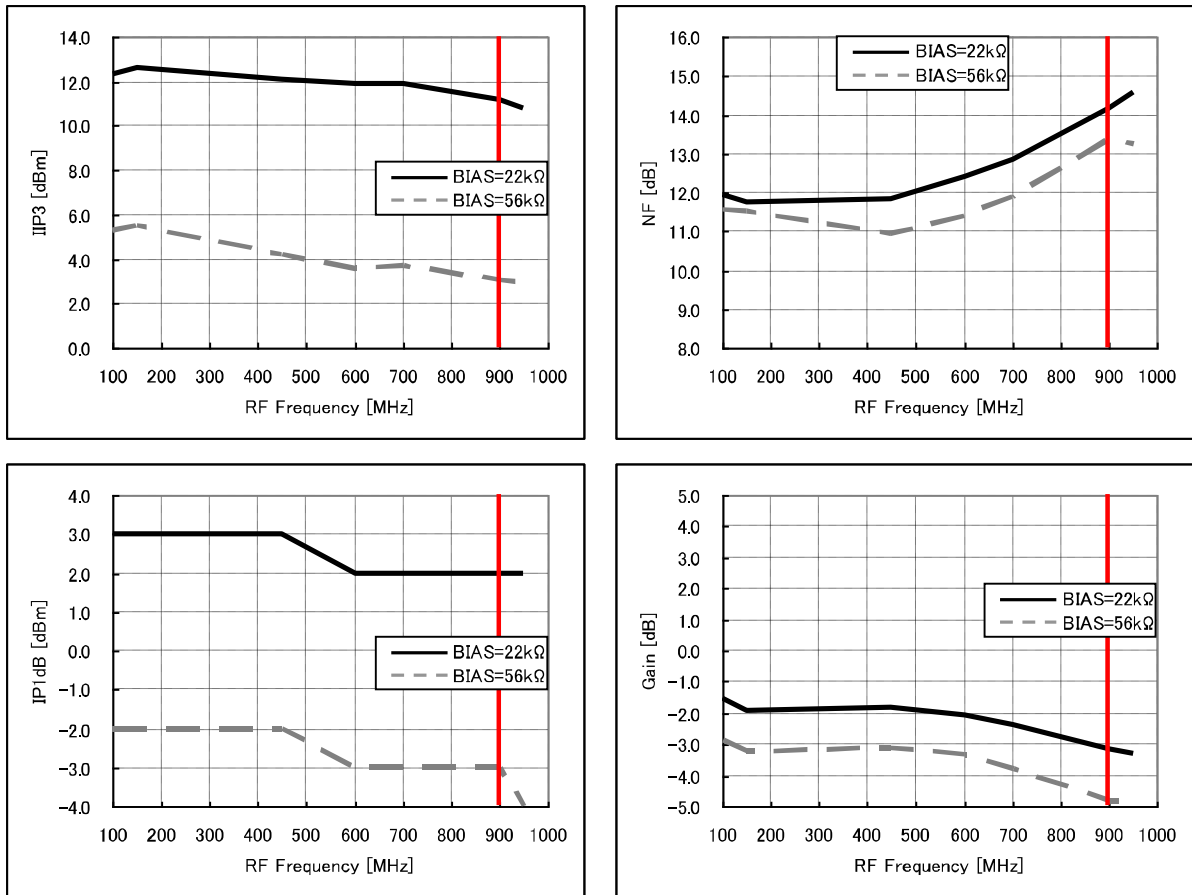 14.0
12.0
10.0
8.0
6.0
4.0
2.0
0.0
IIP3 [dBm]
BIAS=22kΩ
BIAS=56kΩ
100 200 300 400 500 600 700 800 900 1000
RF Frequency [MHz]
16.0
15.0
14.0
13.0
12.0
11.0
10.0
9.0
8.0
NF [dB]
BIAS=22kΩ
BIAS=56kΩ
100 200 300 400 500 600 700 800 900 1000
RF Frequency [MHz]
4.0
3.0
2.0
1.0
0.0
-1.0
-2.0
-3.0
-4.0
IP1dB [dBm]
BIAS=22kΩ
BIAS=56kΩ
100 200 300 400 500 600 700 800 900 1000
RF Frequency [MHz]
5.0
4.0
3.0
2.0
1.0
0.0
-1.0
-2.0
-3.0
-4.0
-5.0
Gain [dB]
BIAS=22kΩ
BIAS=56kΩ
100 200 300 400 500 600 700 800 900 1000
RF Frequency [MHz]